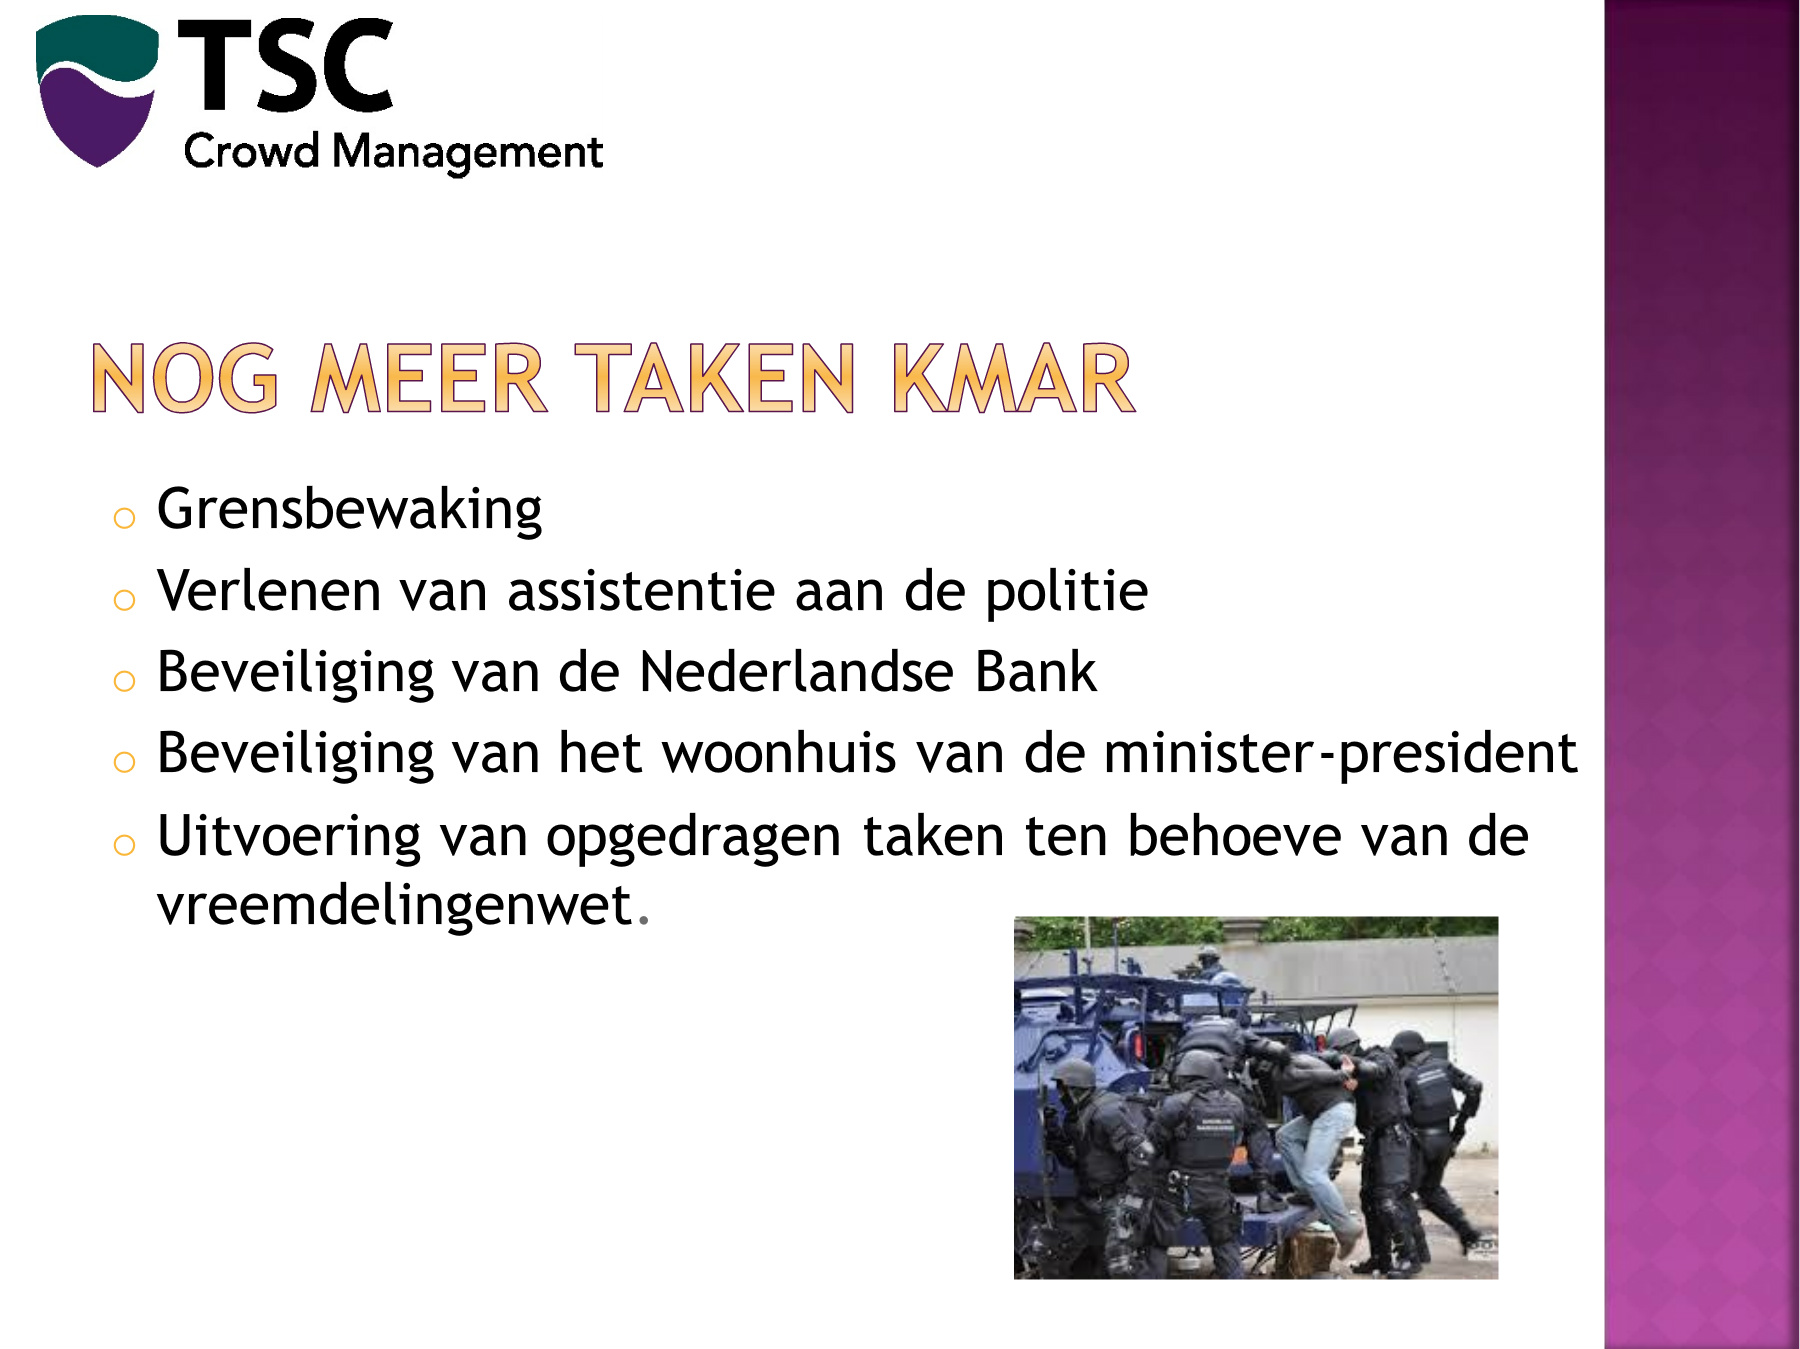 TSC
Crowd Management
NOG MEER TAKEN KMAR
o Grensbewaking
o Verlenen van assistentie aan de politie
o Beveiliging van de Nederlandse Bank
o Beveiliging van het woonhuis van de minister-president
o Uitvoering van opgedragen taken ten behoeve van de
vreemdelingenwet.